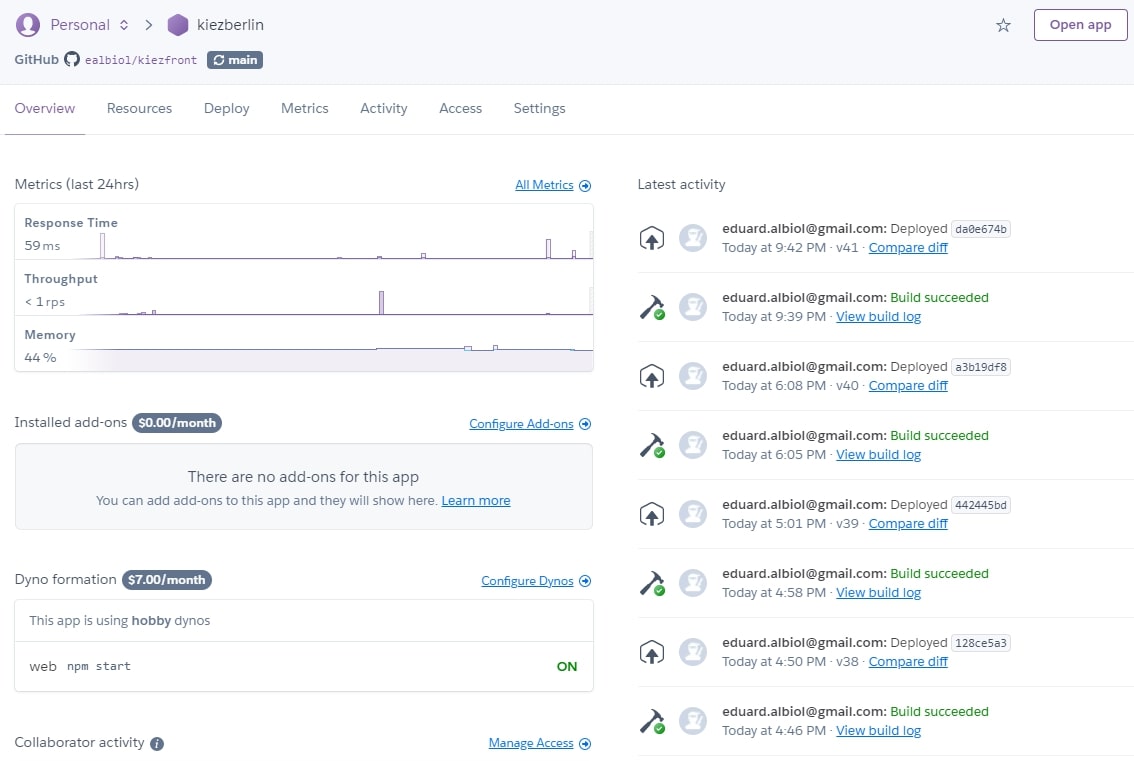 Personal kiezberlin Open app
GitHub ealbiol/kiezfront main
Overview Resources Deploy Metrics Activity Access Settings
Metrics (last 24hrs) All Metrics
Response Time
59 ms
Throughput
< 1 rps
Memory
44 %
Installed add-ons $0.00/month Configure Add-ons
There are no add-ons for this app
You can add add-ons to this app and they will show here. Learn more
Dyno formation $7.00/month Configure Dynos
This app is using hobby dynos
web npm start ON
Collaborator activity i Manage Access
Latest activity
eduard.albiol@gmail.com: Deployed da0e674b
Today at 9:42 PM · v41 · Compare diff
eduard.albiol@gmail.com: Build succeeded
Today at 9:39 PM · View build log
eduard.albiol@gmail.com: Deployed a3b19df8
Today at 6:08 PM · v40 · Compare diff
eduard.albiol@gmail.com: Build succeeded
Today at 6:05 PM · View build log
eduard.albiol@gmail.com: Deployed 442445bd
Today at 5:01 PM · v39 · Compare diff
eduard.albiol@gmail.com: Build succeeded
Today at 4:58 PM · View build log
eduard.albiol@gmail.com: Deployed 128ce5a3
Today at 4:50 PM · v38 · Compare diff
eduard.albiol@gmail.com: Build succeeded
Today at 4:46 PM · View build log